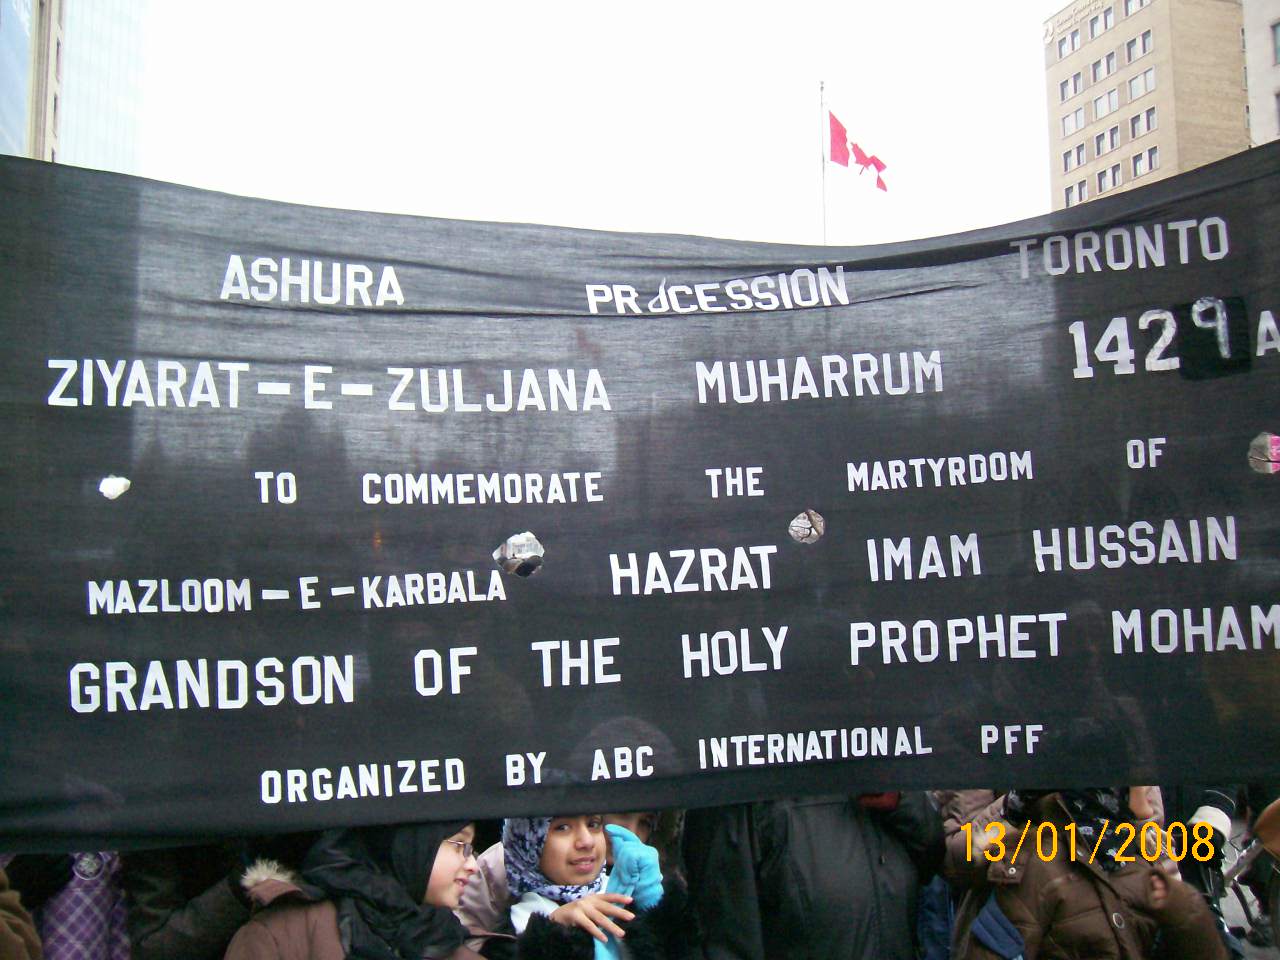 ASHURA PROCESSION TORONTO
ZIYARAT-E-ZULJANA MUHARRUM 1429 A
TO COMMEMORATE THE MARTYRDOM OF
MAZLOOM-E-KARBALA HAZRAT IMAM HUSSAIN
GRANDSON OF THE HOLY PROPHET MOHAM
ORGANIZED BY ABC INTERNATIONAL PFF
13/01/2008